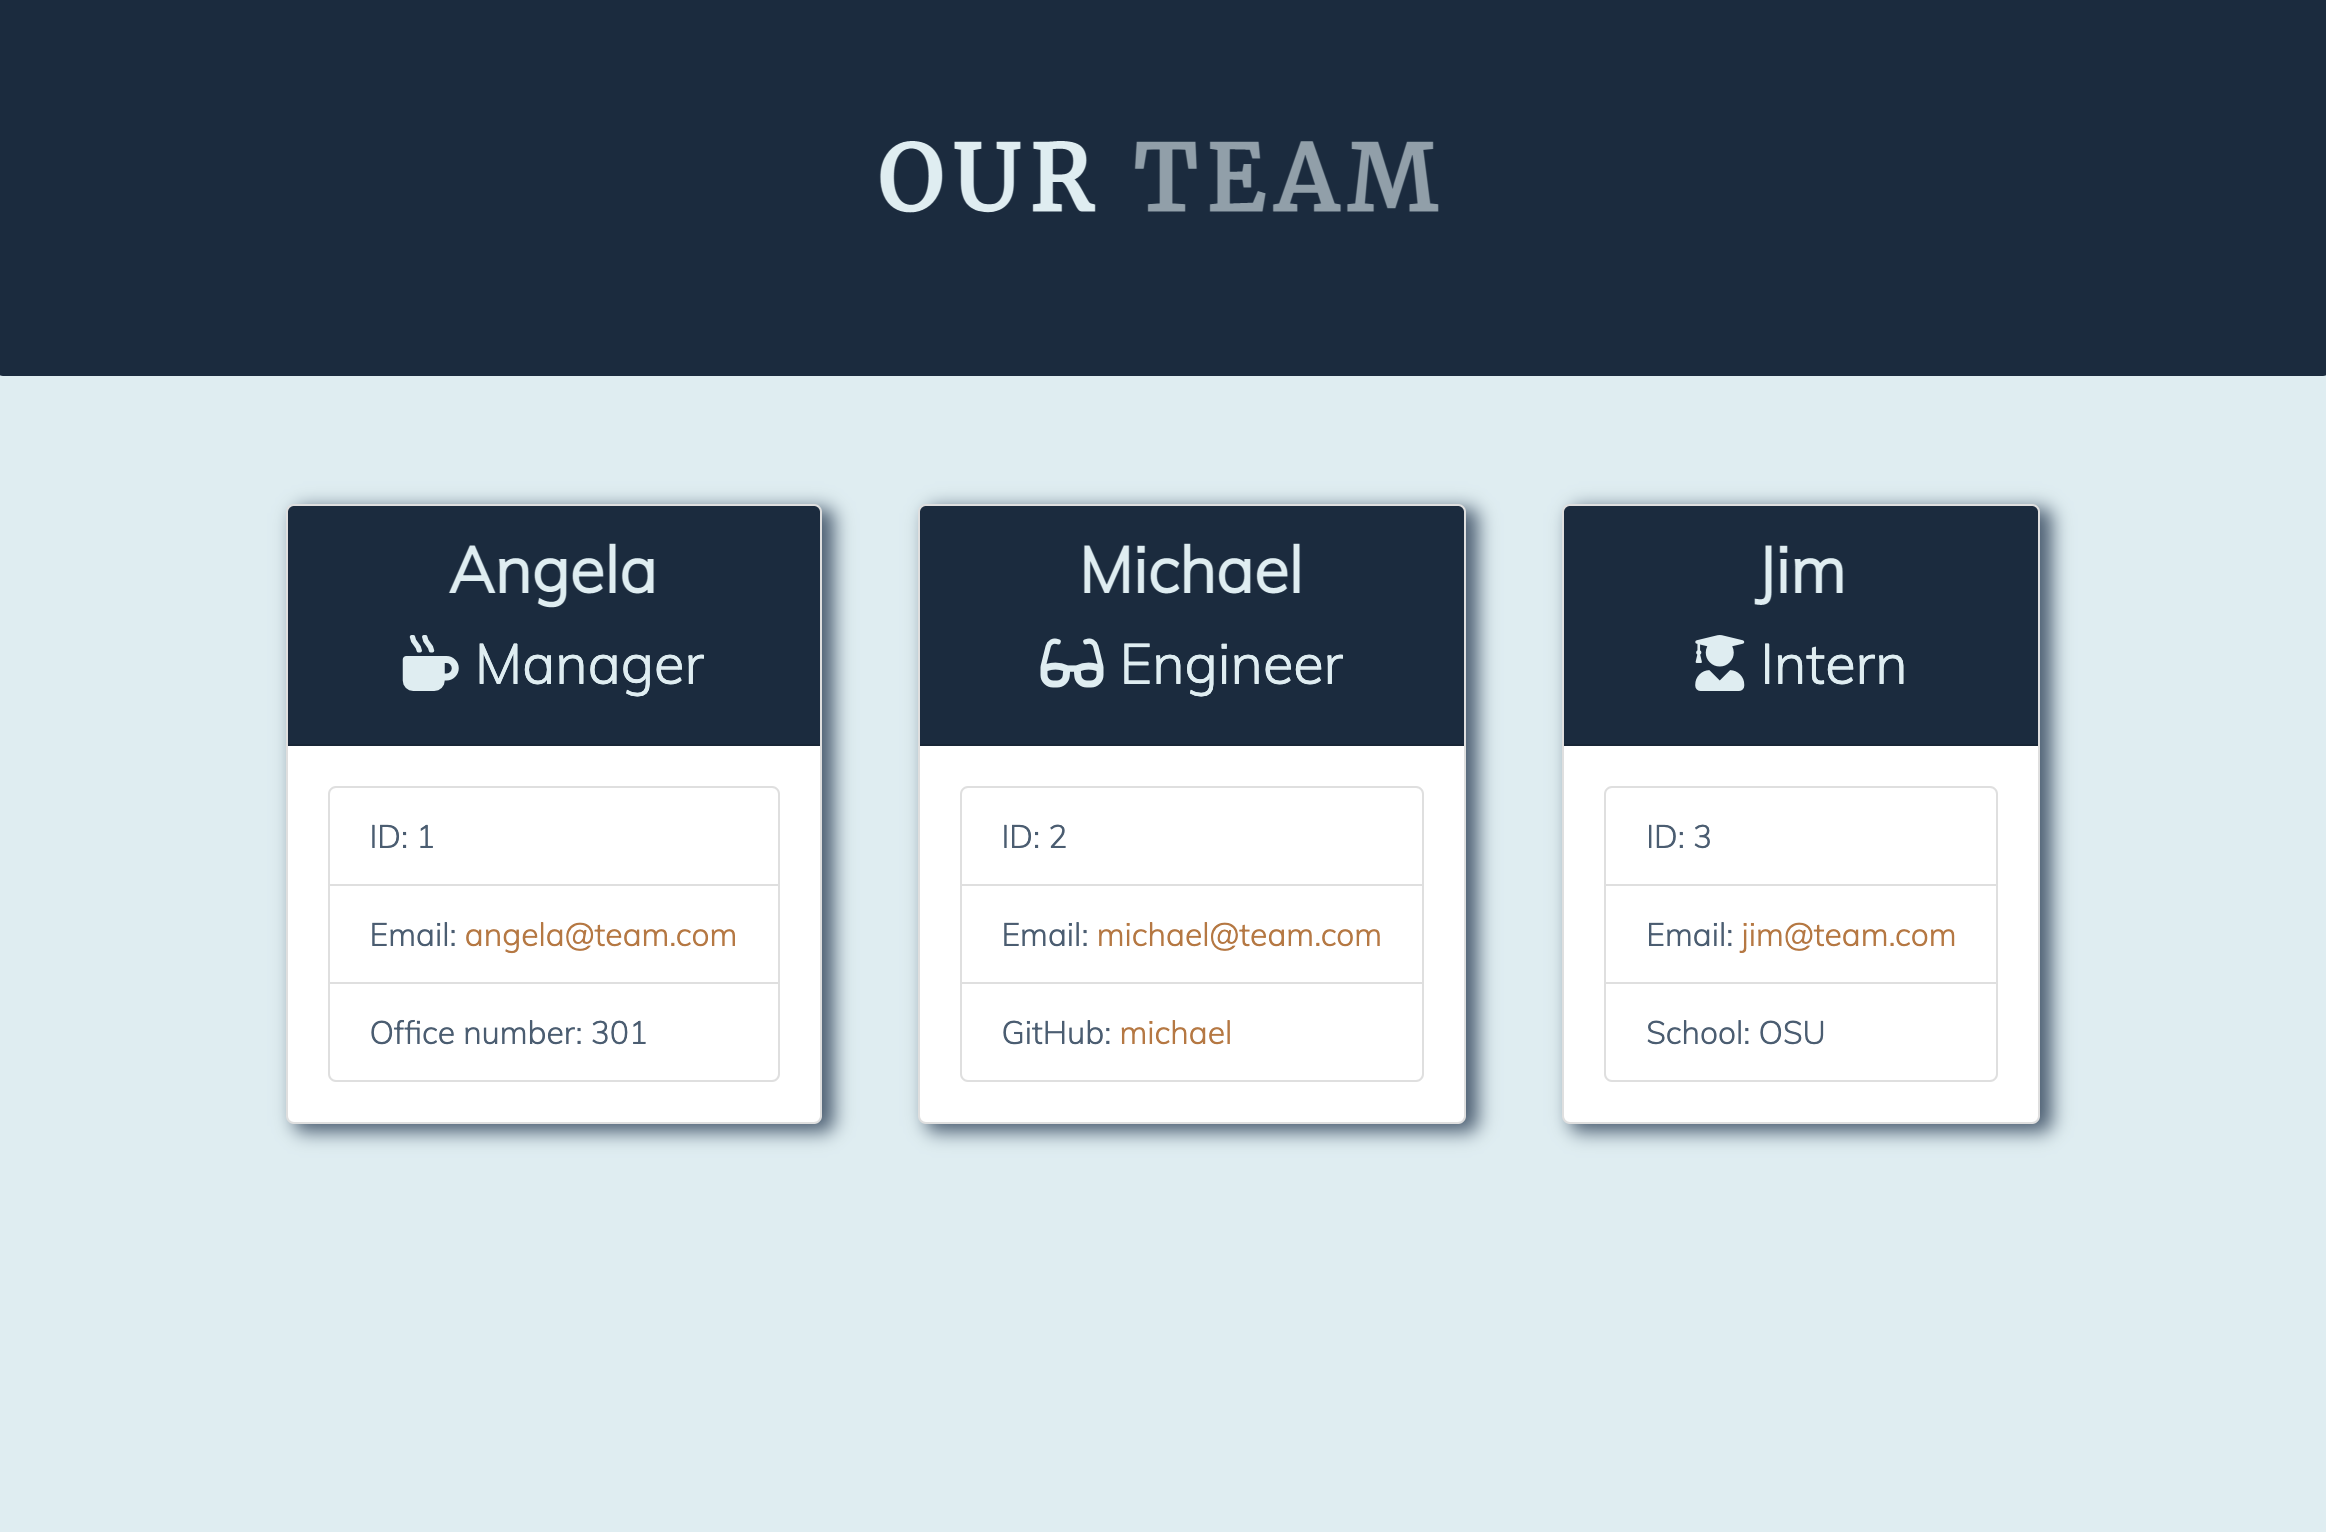 OUR TEAM
Angela
Manager
ID: 1
Email: angela@team.com
Office number: 301
Michael
Engineer
ID: 2
Email: michael@team.com
GitHub: michael
Jim
Intern
ID: 3
Email: jim@team.com
School: OSU